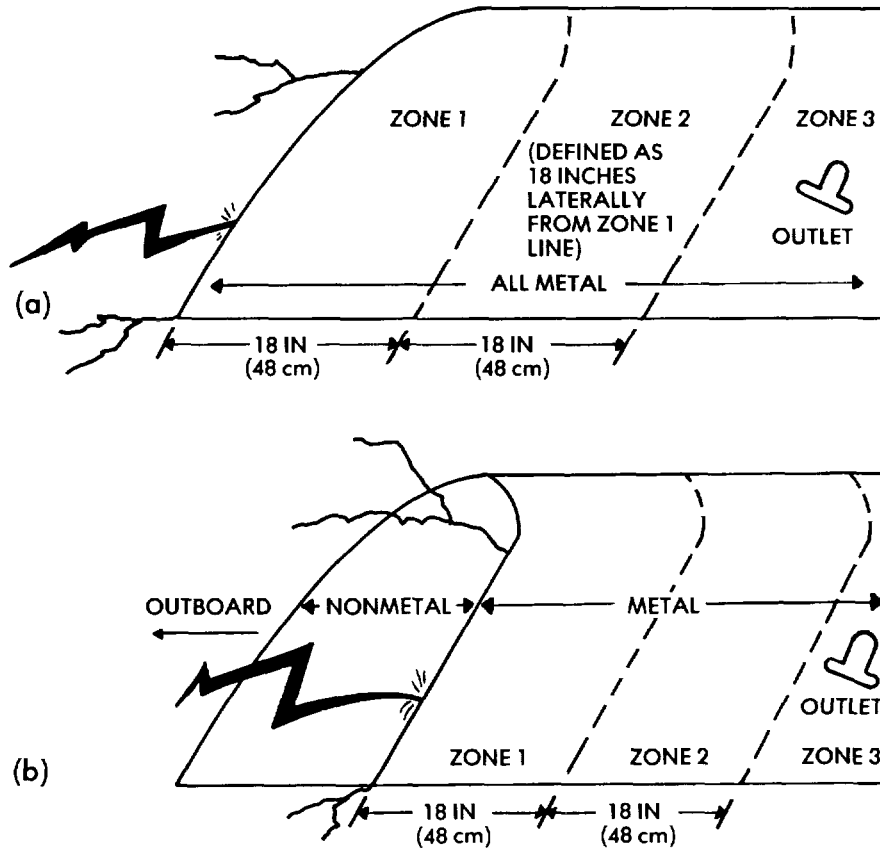 ZONE 1
ZONE 2
ZONE 3
(DEFINED AS
18 INCHES
LATERALLY
FROM ZONE 1
LINE)
OUTLET
ALL METAL
(a)
18 IN
(48 cm)
18 IN
(48 cm)
OUTBOARD
NONMETAL
METAL
OUTLET
ZONE 1
ZONE 2
ZONE 3
(b)
18 IN
(48 cm)
18 IN
(48 cm)